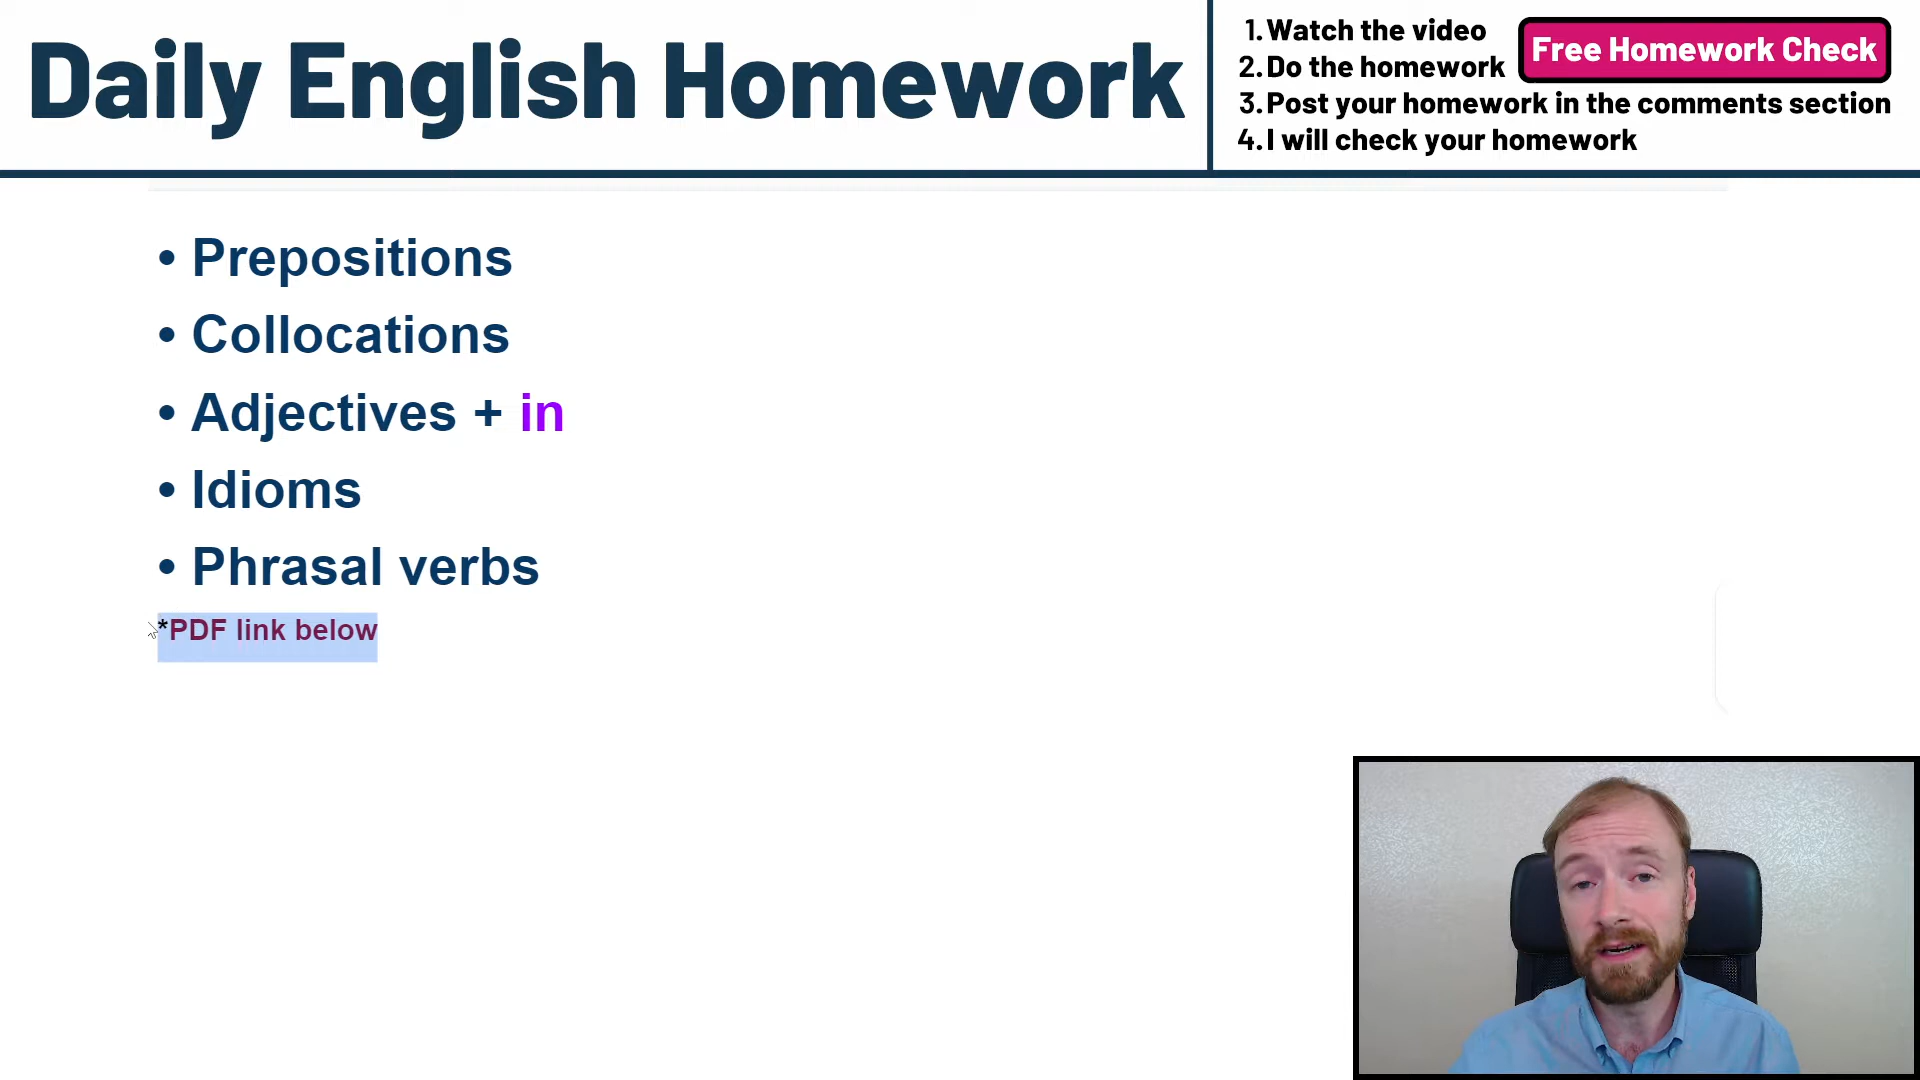 Daily English Homework
1. Watch the video
2. Do the homework
Free Homework Check
3. Post your homework in the comments section
4. I will check your homework
• Prepositions
• Collocations
• Adjectives + in
• Idioms
• Phrasal verbs
*PDF link below